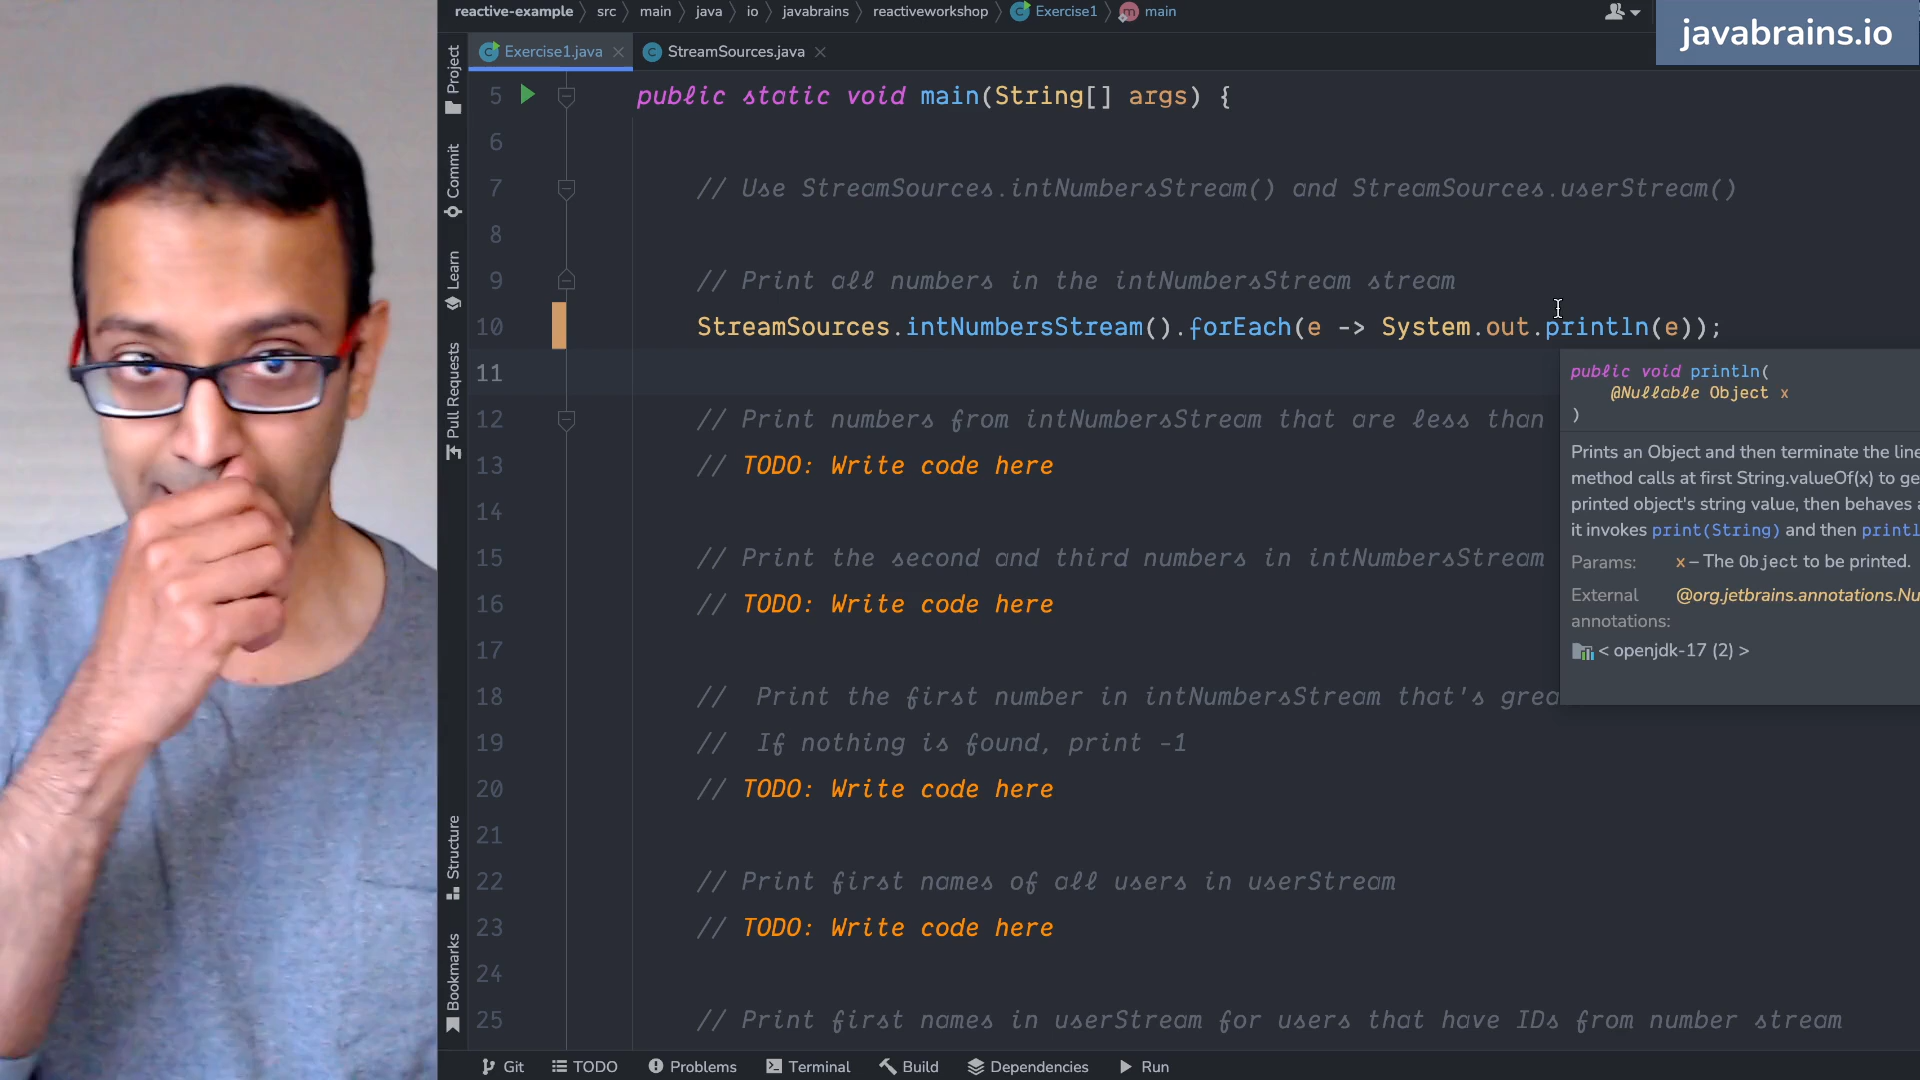 reactive-example src main java io javabrains reactiveworkshop Exercise1 main
javabrains.io
Exercise1.java StreamSources.java
Project
Commit
Learn
Pull Requests
Structure
Bookmarks
5 public static void main(String[] args) {
6
7 // Use StreamSources.intNumbersStream() and StreamSources.userStream()
8
9 // Print all numbers in the intNumbersStream stream
10 StreamSources.intNumbersStream().forEach(e -> System.out.println(e));
11
12 // Print numbers from intNumbersStream that are less than
13 // TODO: Write code here
14
15 // Print the second and third numbers in intNumbersStream
16 // TODO: Write code here
17
18 // Print the first number in intNumbersStream that's grea
19 // If nothing is found, print -1
20 // TODO: Write code here
21
22 // Print first names of all users in userStream
23 // TODO: Write code here
24
25 // Print first names in userStream for users that have IDs from number stream
public void println(
@Nullable Object x
)
Prints an Object and then terminate the line
method calls at first String.valueOf(x) to ge
printed object's string value, then behaves a
it invokes print(String) and then printl
Params: x – The Object to be printed.
External @org.jetbrains.annotations.Nu
annotations:
< openjdk-17 (2) >
Git TODO Problems Terminal Build Dependencies Run